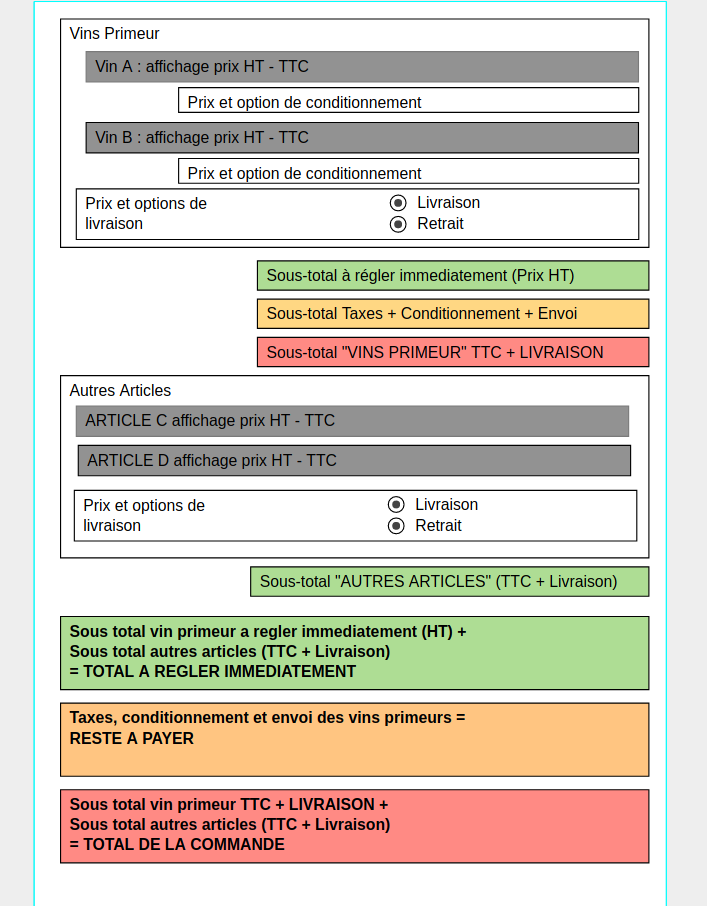 Vins Primeur
Vin A : affichage prix HT - TTC
Prix et option de conditionnement
Vin B : affichage prix HT - TTC
Prix et option de conditionnement
Prix et options de
livraison
Livraison
Retrait
Sous-total à régler immediatement (Prix HT)
Sous-total Taxes + Conditionnement + Envoi
Sous-total "VINS PRIMEUR" TTC + LIVRAISON
Autres Articles
ARTICLE C affichage prix HT - TTC
ARTICLE D affichage prix HT - TTC
Prix et options de
livraison
Livraison
Retrait
Sous-total "AUTRES ARTICLES" (TTC + Livraison)
Sous total vin primeur a regler immediatement (HT) +
Sous total autres articles (TTC + Livraison)
= TOTAL A REGLER IMMEDIATEMENT
Taxes, conditionnement et envoi des vins primeurs =
RESTE A PAYER
Sous total vin primeur TTC + LIVRAISON +
Sous total autres articles (TTC + Livraison)
= TOTAL DE LA COMMANDE